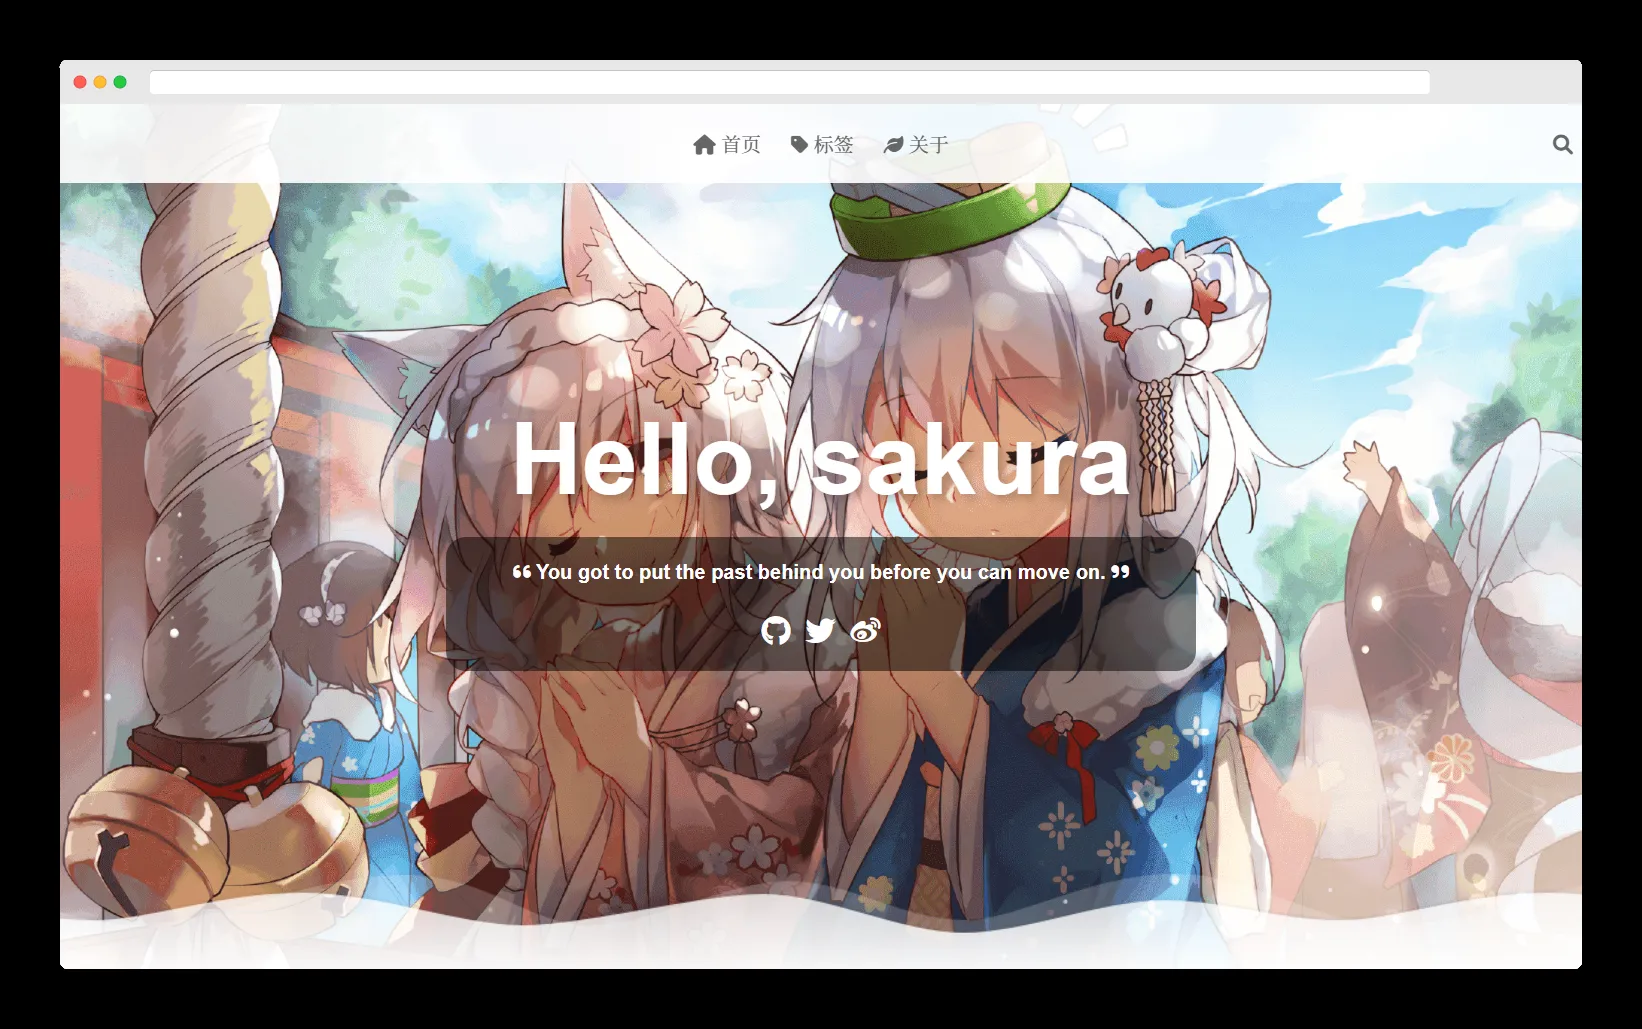 首页 标签 关于
Hello, sakura
“ You got to put the past behind you before you can move on. ”